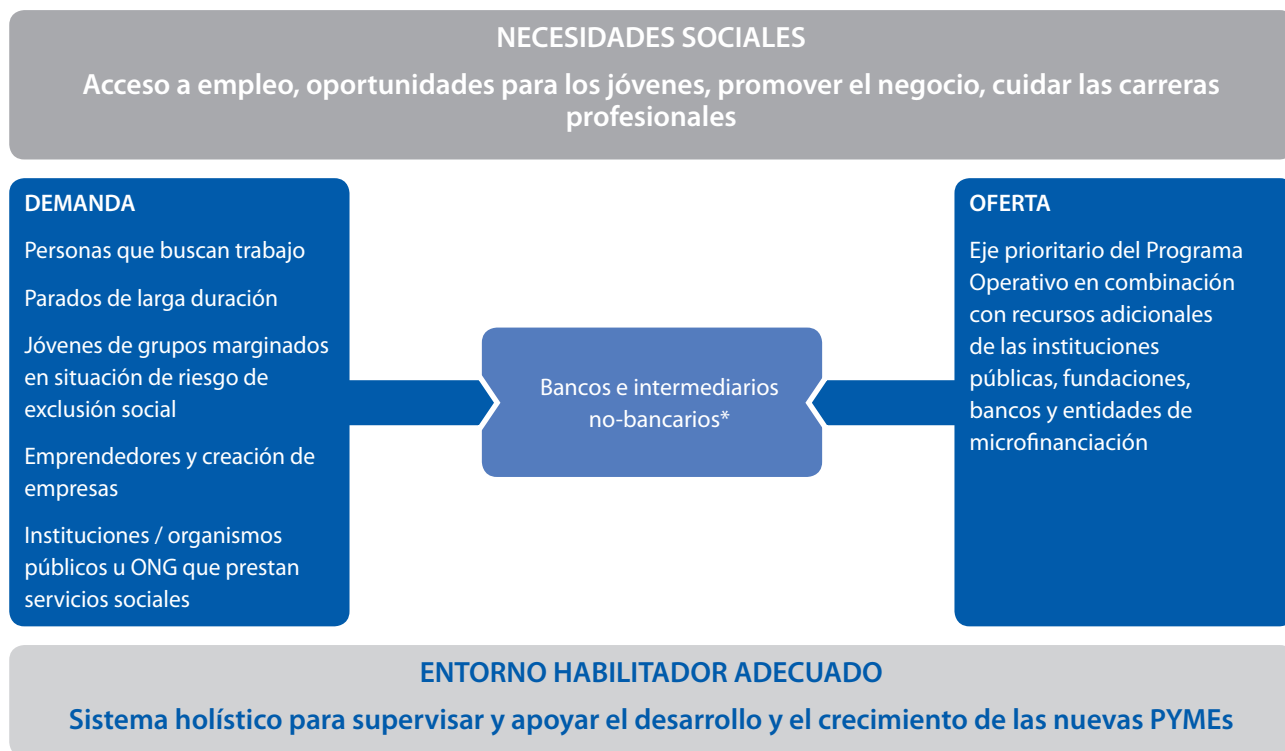 NECESIDADES SOCIALES
Acceso a empleo, oportunidades para los jóvenes, promover el negocio, cuidar las carreras
profesionales
DEMANDA
Personas que buscan trabajo
Parados de larga duración
Jóvenes de grupos marginados
en situación de riesgo de
exclusión social
Emprendedores y creación de
empresas
Instituciones / organismos
públicos u ONG que prestan
servicios sociales
Bancos e intermediarios
no-bancarios*
OFERTA
Eje prioritario del Programa
Operativo en combinación
con recursos adicionales
de las instituciones
públicas, fundaciones,
bancos y entidades de
microfinanciación
ENTORNO HABILITADOR ADECUADO
Sistema holístico para supervisar y apoyar el desarrollo y el crecimiento de las nuevas PYMEs